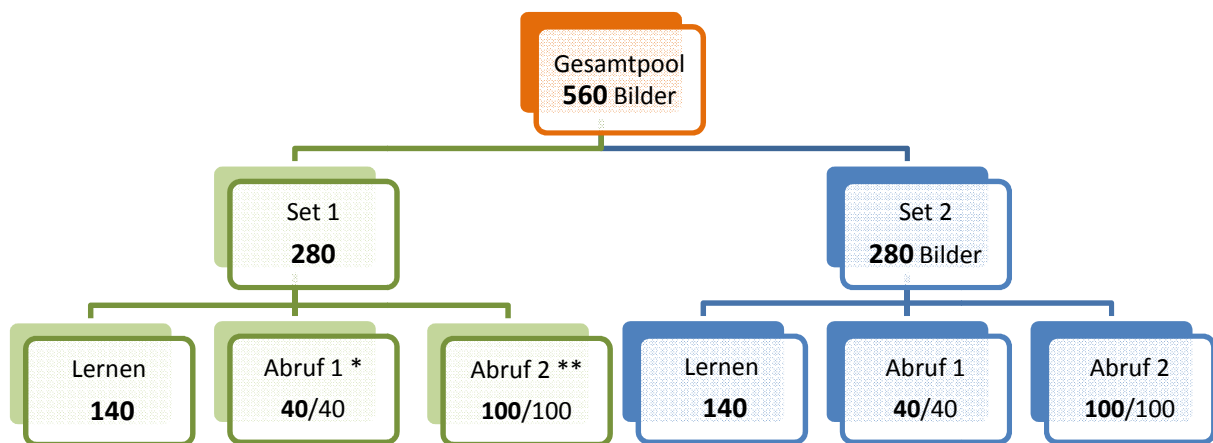 Gesamtpool
560 Bilder
Set 1
280
Set 2
280 Bilder
Lernen
140
Abruf 1 *
40/40
Abruf 2 **
100/100
Lernen
140
Abruf 1
40/40
Abruf 2
100/100